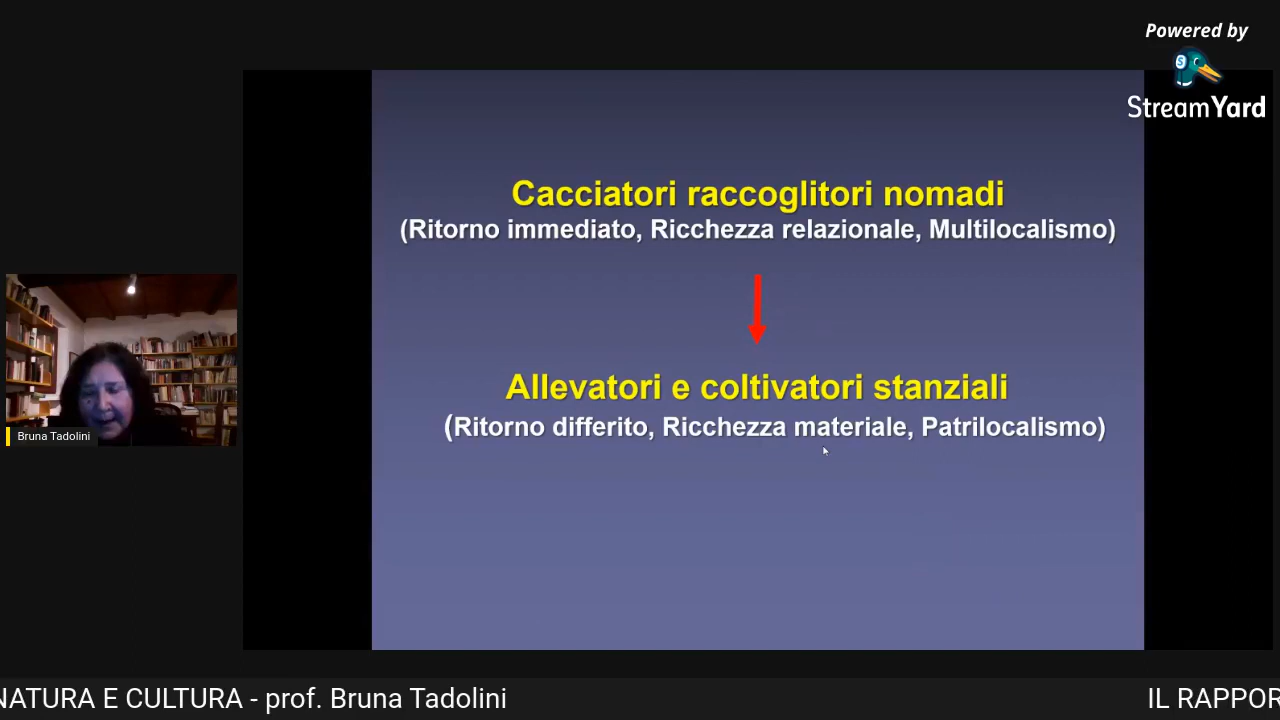 Powered by
StreamYard
Cacciatori raccoglitori nomadi
(Ritorno immediato, Ricchezza relazionale, Multilocalismo)
Allevatori e coltivatori stanziali
(Ritorno differito, Ricchezza materiale, Patrilocalismo)
Bruna Tadolini
NATURA E CULTURA - prof. Bruna Tadolini
IL RAPPOR